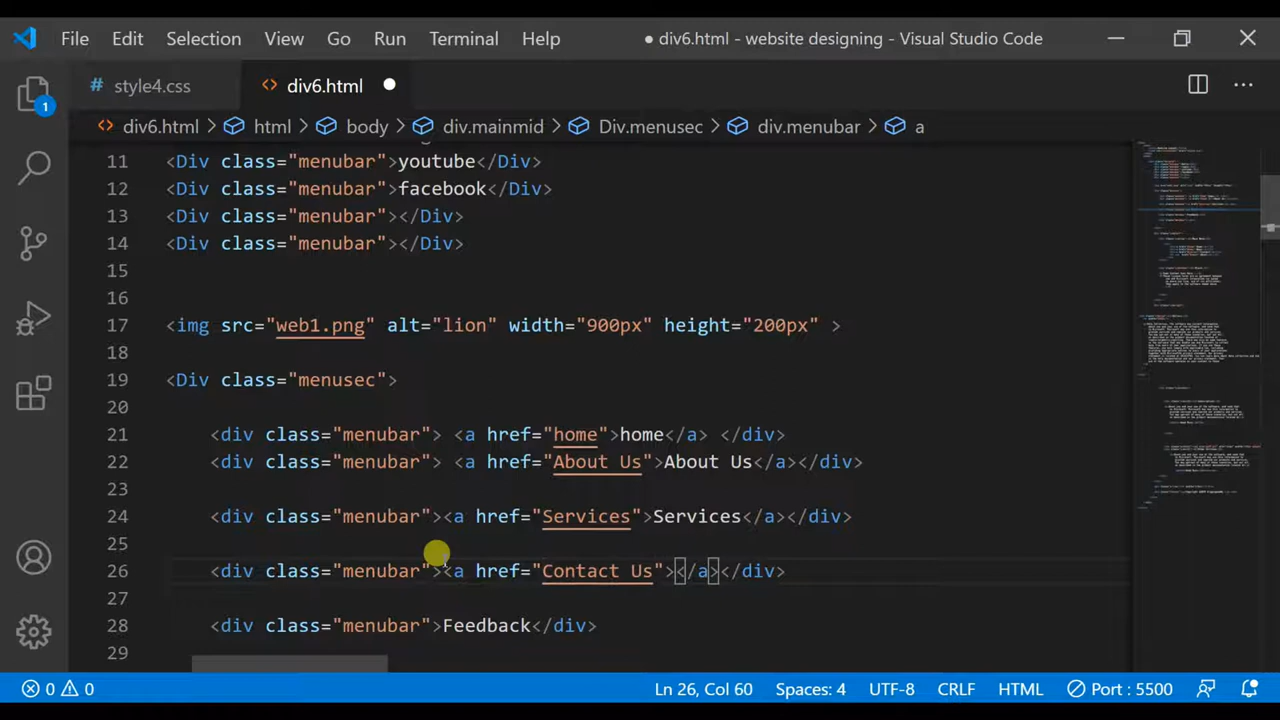 File Edit Selection View Go Run Terminal Help ● div6.html - website designing - Visual Studio Code
# style4.css <> div6.html ●
<> div6.html > html > body > div.mainmid > Div.menusec > div.menubar > a
11 <Div class="menubar">youtube</Div>
12 <Div class="menubar">facebook</Div>
13 <Div class="menubar"></Div>
14 <Div class="menubar"></Div>
15
16
17 <img src="web1.png" alt="lion" width="900px" height="200px" >
18
19 <Div class="menusec">
20
21 <div class="menubar"> <a href="home">home</a> </div>
22 <div class="menubar"> <a href="About Us">About Us</a></div>
23
24 <div class="menubar"><a href="Services">Services</a></div>
25
26 <div class="menubar"><a href="Contact Us"></a></div>
27
28 <div class="menubar">Feedback</div>
29
1
0 0 Ln 26, Col 60 Spaces: 4 UTF-8 CRLF HTML Port : 5500